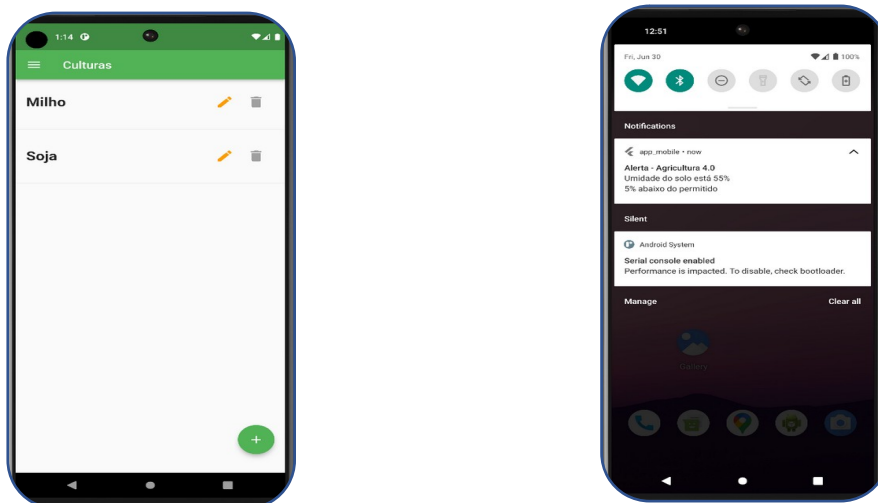 1:14
Culturas
Milho
Soja
12:51
Fri, Jun 30
100%
Notifications
app_mobile • now
Alerta - Agricultura 4.0
Umidade do solo está 55%
5% abaixo do permitido
Silent
Android System
Serial console enabled
Performance is impacted. To disable, check bootloader.
Manage
Clear all
Gallery